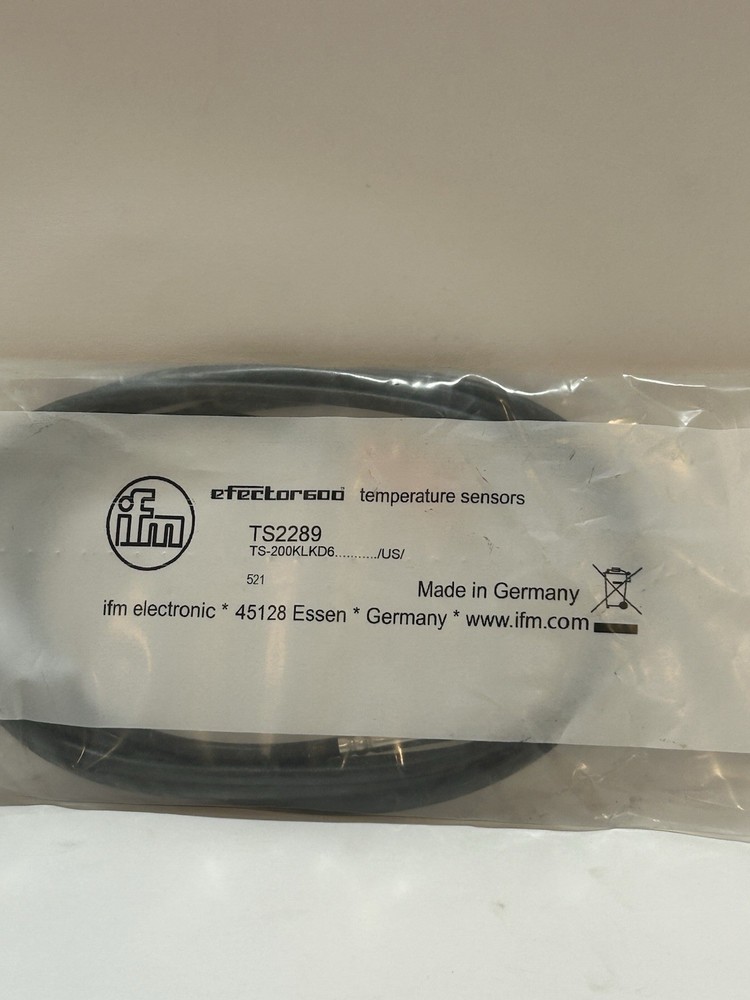 ifm
efector600 temperature sensors
TS2289
TS-200KLKD6........../US/
521
Made in Germany
ifm electronic * 45128 Essen * Germany * www.ifm.com